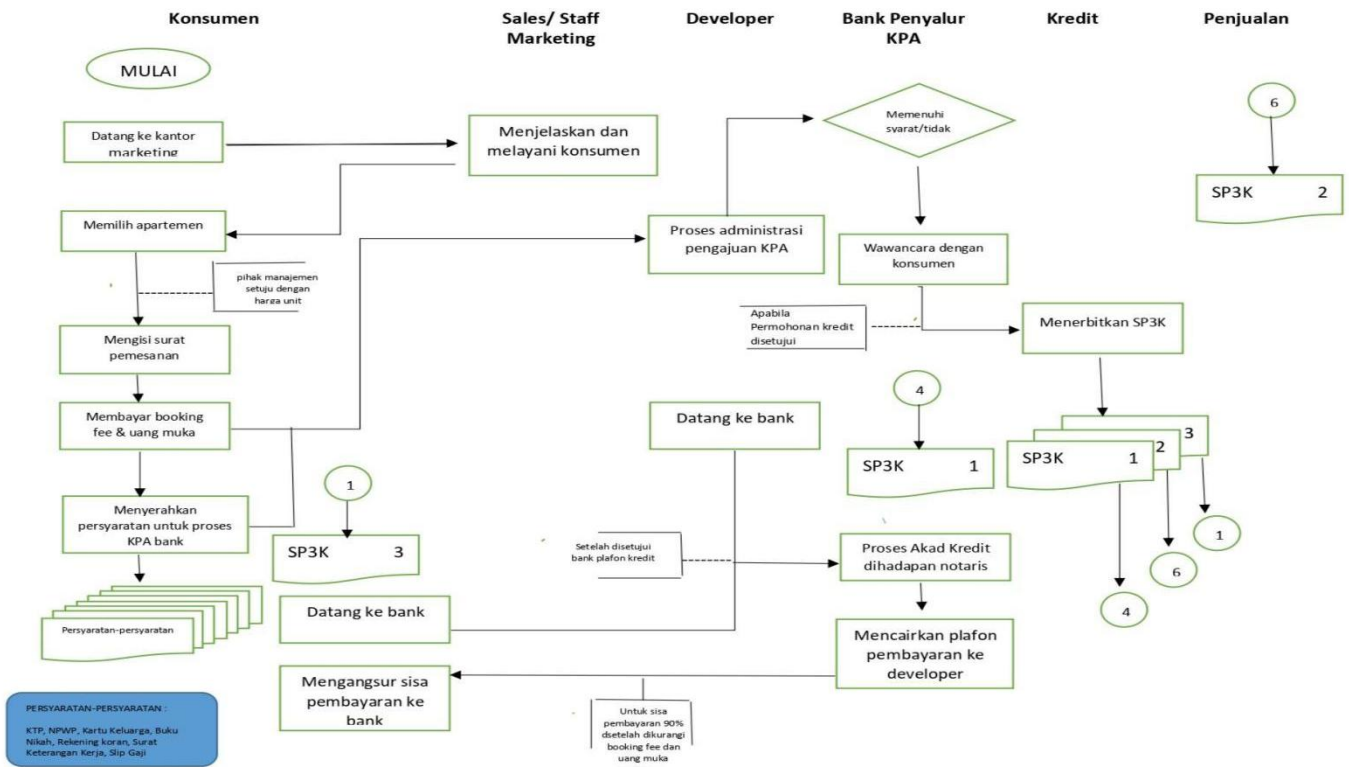 Konsumen
Sales/ Staff
Marketing
Developer
Bank Penyalur
KPA
Kredit
Penjualan
MULAI
Datang ke kantor
marketing
Menjelaskan dan
melayani konsumen
Memenuhi
syarat/tidak
6
SP3K 2
Memilih apartemen
Proses administrasi
pengajuan KPA
Wawancara dengan
konsumen
pihak manajemen
setuju dengan
harga unit
Apabila
Permohonan kredit
disetujui
Menerbitkan SP3K
Mengisi surat
pemesanan
4
Membayar booking
fee & uang muka
Datang ke bank
SP3K 1
3
2
SP3K 1
1
Menyerahkan
persyaratan untuk proses
KPA bank
SP3K 3
Setelah disetujui
bank plafon kredit
Proses Akad Kredit
dihadapan notaris
1
6
4
Persyaratan-persyaratan
Datang ke bank
Mencairkan plafon
pembayaran ke
developer
Mengangsur sisa
pembayaran ke
bank
Untuk sisa
pembayaran 90%
dsetelah dikurangi
booking fee dan
uang muka
PERSYARATAN-PERSYARATAN :
KTP, NPWP, Kartu Keluarga, Buku
Nikah, Rekening koran, Surat
Keterangan Kerja, Slip Gaji